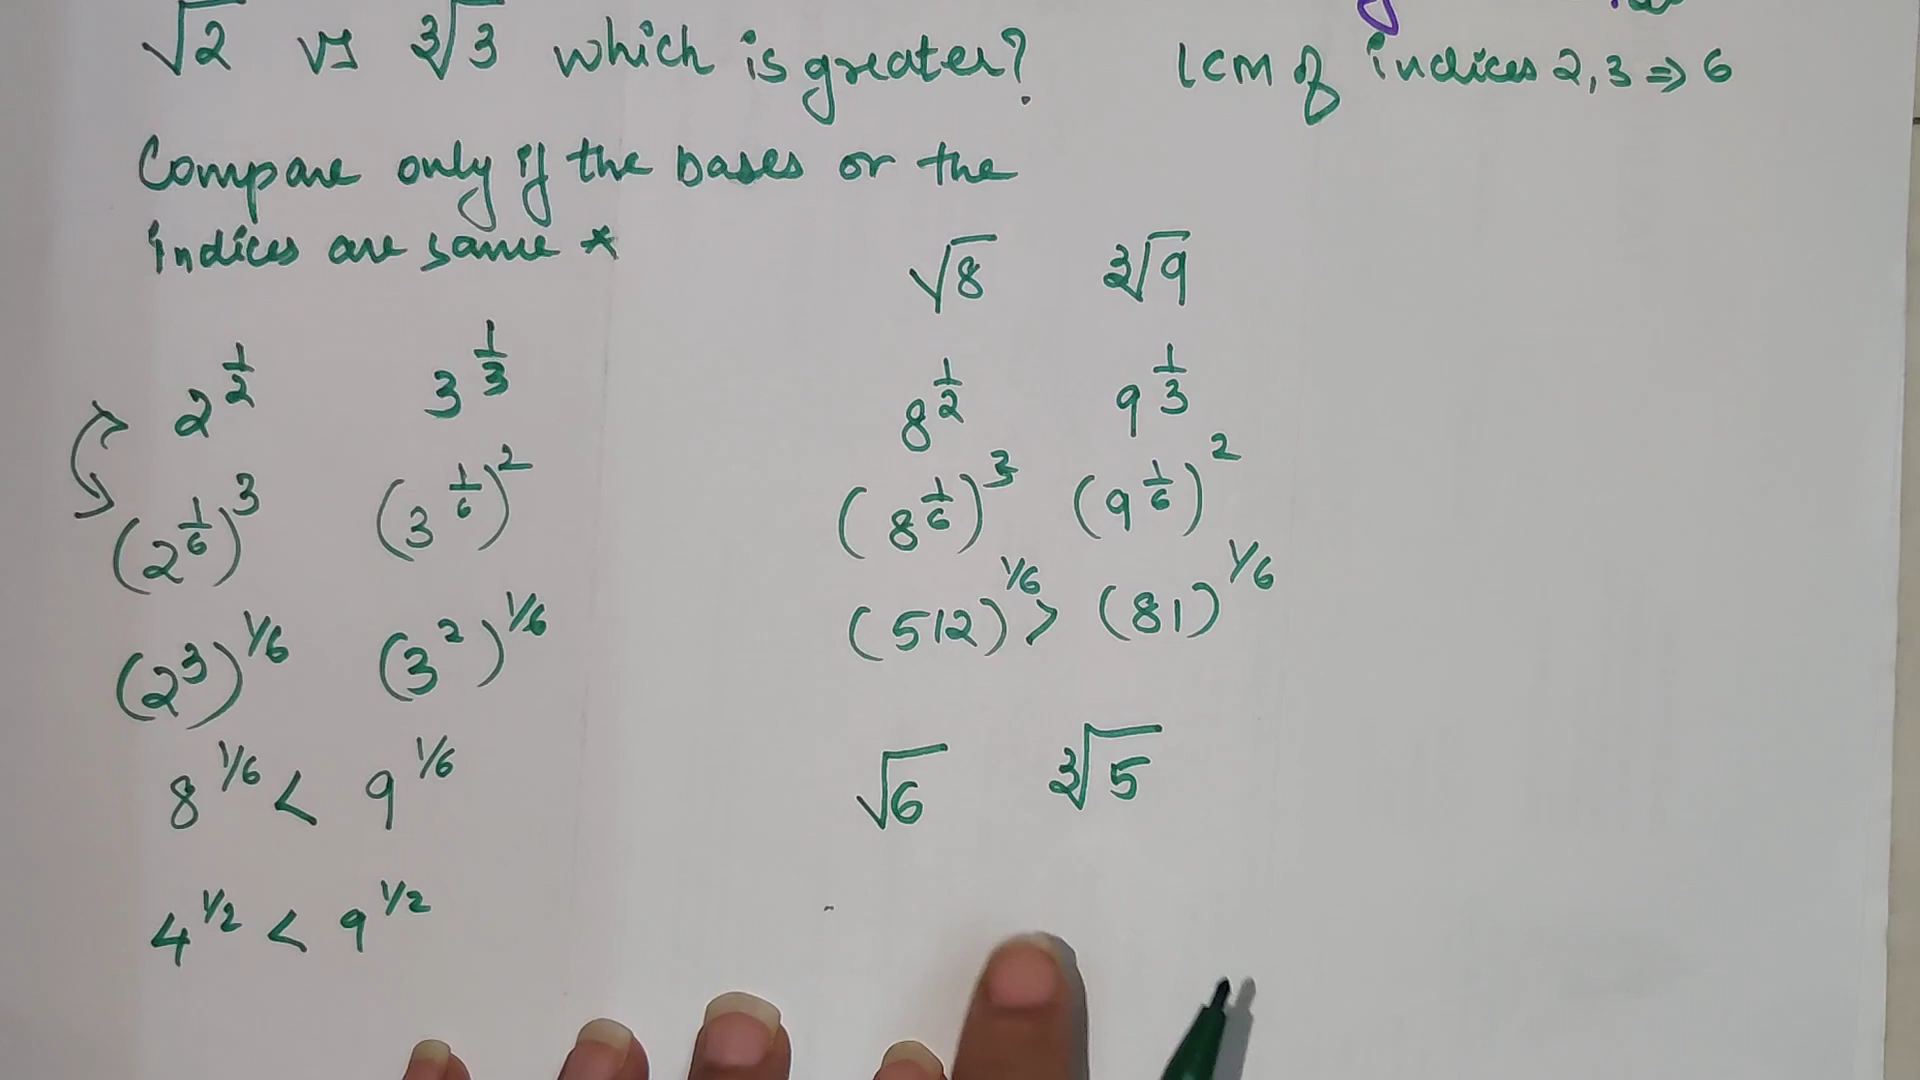 √2 vs ∛3 which is greater?
LCM of indices 2, 3 ⇒ 6
Compare only if the bases or the
indices are same *
2^(1/2) 3^(1/3)
(2^(1/6))^3 (3^(1/6))^2
(2^3)^(1/6) (3^2)^(1/6)
8^(1/6) < 9^(1/6)
4^(1/2) < 9^(1/2)
√8 ∛9
8^(1/2) 9^(1/3)
(8^(1/6))^3 (9^(1/6))^2
(512)^(1/6) > (81)^(1/6)
√6 ∛5